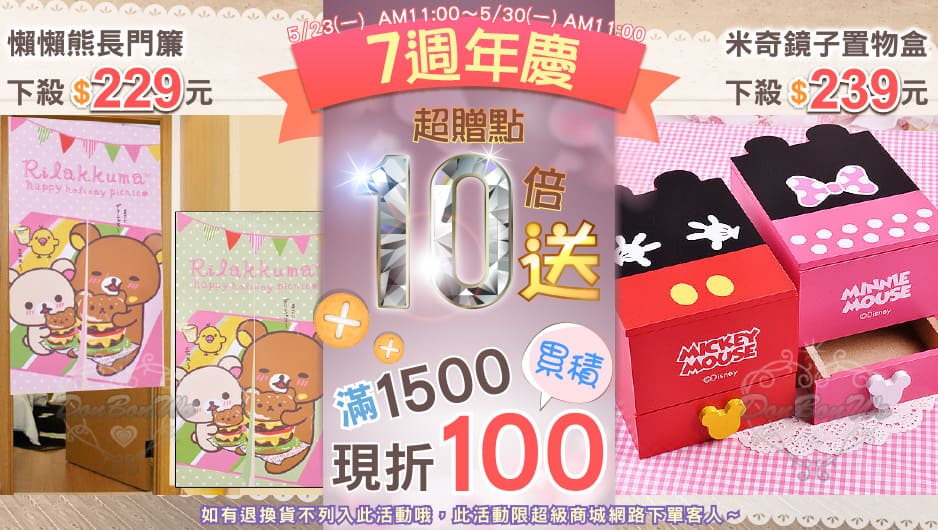 5/23(一) AM11:00～5/30(一) AM11:00
7週年慶
懶懶熊長門簾
下殺$229元
米奇鏡子置物盒
下殺$239元
超贈點
10倍送
+
+
滿1500
累積
現折100
Rilakkuma
happy holiday picnic
Rilakkuma
happy holiday picnic
MICKEY
MOUSE
©Disney
MINNIE
MOUSE
©Disney
如有退換貨不列入此活動哦，此活動限超級商城網路下單客人～